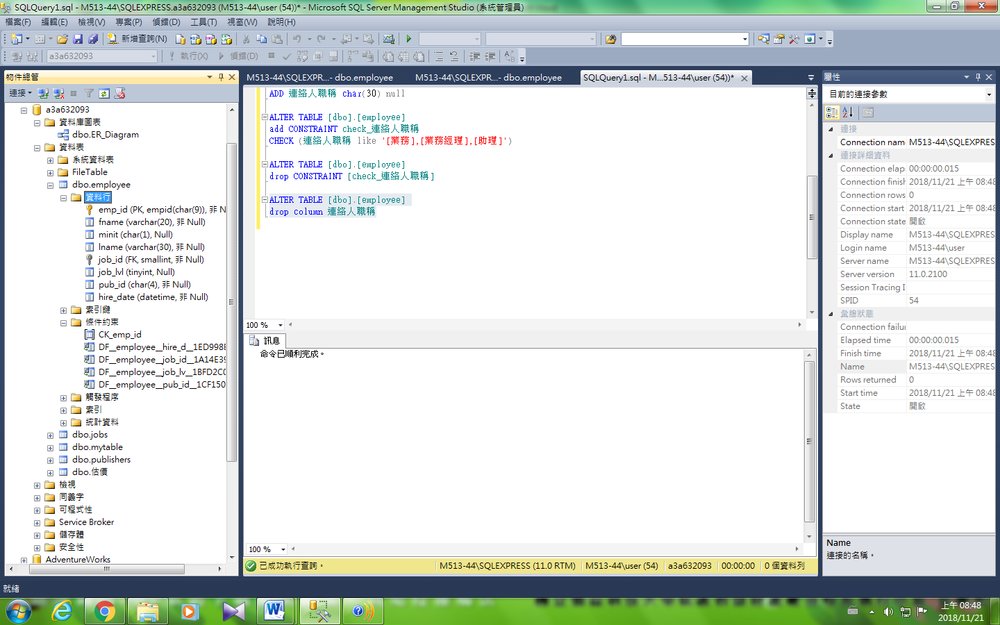 SQLQuery1.sql - M513-44\SQLEXPRESS.a3a632093 (M513-44\user (54))* - Microsoft SQL Server Management Studio (系統管理員)
檔案(F) 編輯(E) 檢視(V) 專案(P) 偵錯(D) 工具(T) 視窗(W) 說明(H)
新增查詢(N)
a3a632093 執行(X) 偵錯(D)
物件總管
連接
a3a632093
資料庫圖表
dbo.ER_Diagram
資料表
系統資料表
FileTable
dbo.employee
資料行
emp_id (PK, empid(char(9)), 非 N
fname (varchar(20), 非 Null)
minit (char(1), Null)
lname (varchar(30), 非 Null)
job_id (FK, smallint, 非 Null)
job_lvl (tinyint, Null)
pub_id (char(4), 非 Null)
hire_date (datetime, 非 Null)
索引鍵
條件約束
CK_emp_id
DF__employee__hire_d__1ED998B
DF__employee__job_id__1A14E39
DF__employee__job_lv__1BFD2C0
DF__employee__pub_id__1CF150
觸發程序
索引
統計資料
dbo.jobs
dbo.mytable
dbo.publishers
dbo.估價
檢視
同義字
可程式性
Service Broker
儲存體
安全性
AdventureWorks
M513-44\SQLEXPR...- dbo.employee M513-44\SQLEXPR...- dbo.employee SQLQuery1.sql - M...513-44\user (54))*
ADD 連絡人職稱 char(30) null
ALTER TABLE [dbo].[employee]
add CONSTRAINT check_連絡人職稱
CHECK (連絡人職稱 like '[業務],[業務經理],[助理]')
ALTER TABLE [dbo].[employee]
drop CONSTRAINT [check_連絡人職稱]
ALTER TABLE [dbo].[employee]
drop column 連絡人職稱
100 %
訊息
命令已順利完成。
100 %
已成功執行查詢。 M513-44\SQLEXPRESS (11.0 RTM) M513-44\user (54) a3a632093 00:00:00 0 個資料列
屬性
目前的連接參數
連接
Connection nam M513-44\SQLEXPRESS
連接詳細資料
Connection elap 00:00:00.015
Connection finish 2018/11/21 上午 08:48
Connection rows 0
Connection start 2018/11/21 上午 08:48
Connection state 開啟
Display name M513-44\SQLEXPRES
Login name M513-44\user
Server name M513-44\SQLEXPRES
Server version 11.0.2100
Session Tracing I
SPID 54
彙總狀態
Connection failur
Elapsed time 00:00:00.015
Finish time 2018/11/21 上午 08:48
Name M513-44\SQLEXPRES
Rows returned 0
Start time 2018/11/21 上午 08:48
State 開啟
Name
連接的名稱。
就緒
上午 08:48
2018/11/21